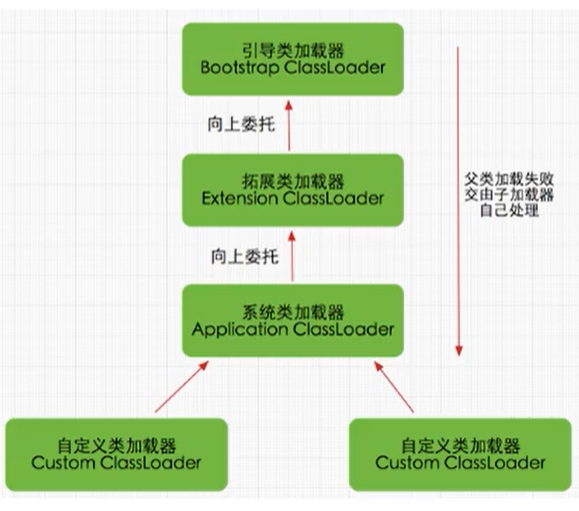 引导类加载器
Bootstrap ClassLoader
向上委托
拓展类加载器
Extension ClassLoader
父类加载失败
交由子加载器
自己处理
向上委托
系统类加载器
Application ClassLoader
自定义类加载器
Custom ClassLoader
自定义类加载器
Custom ClassLoader